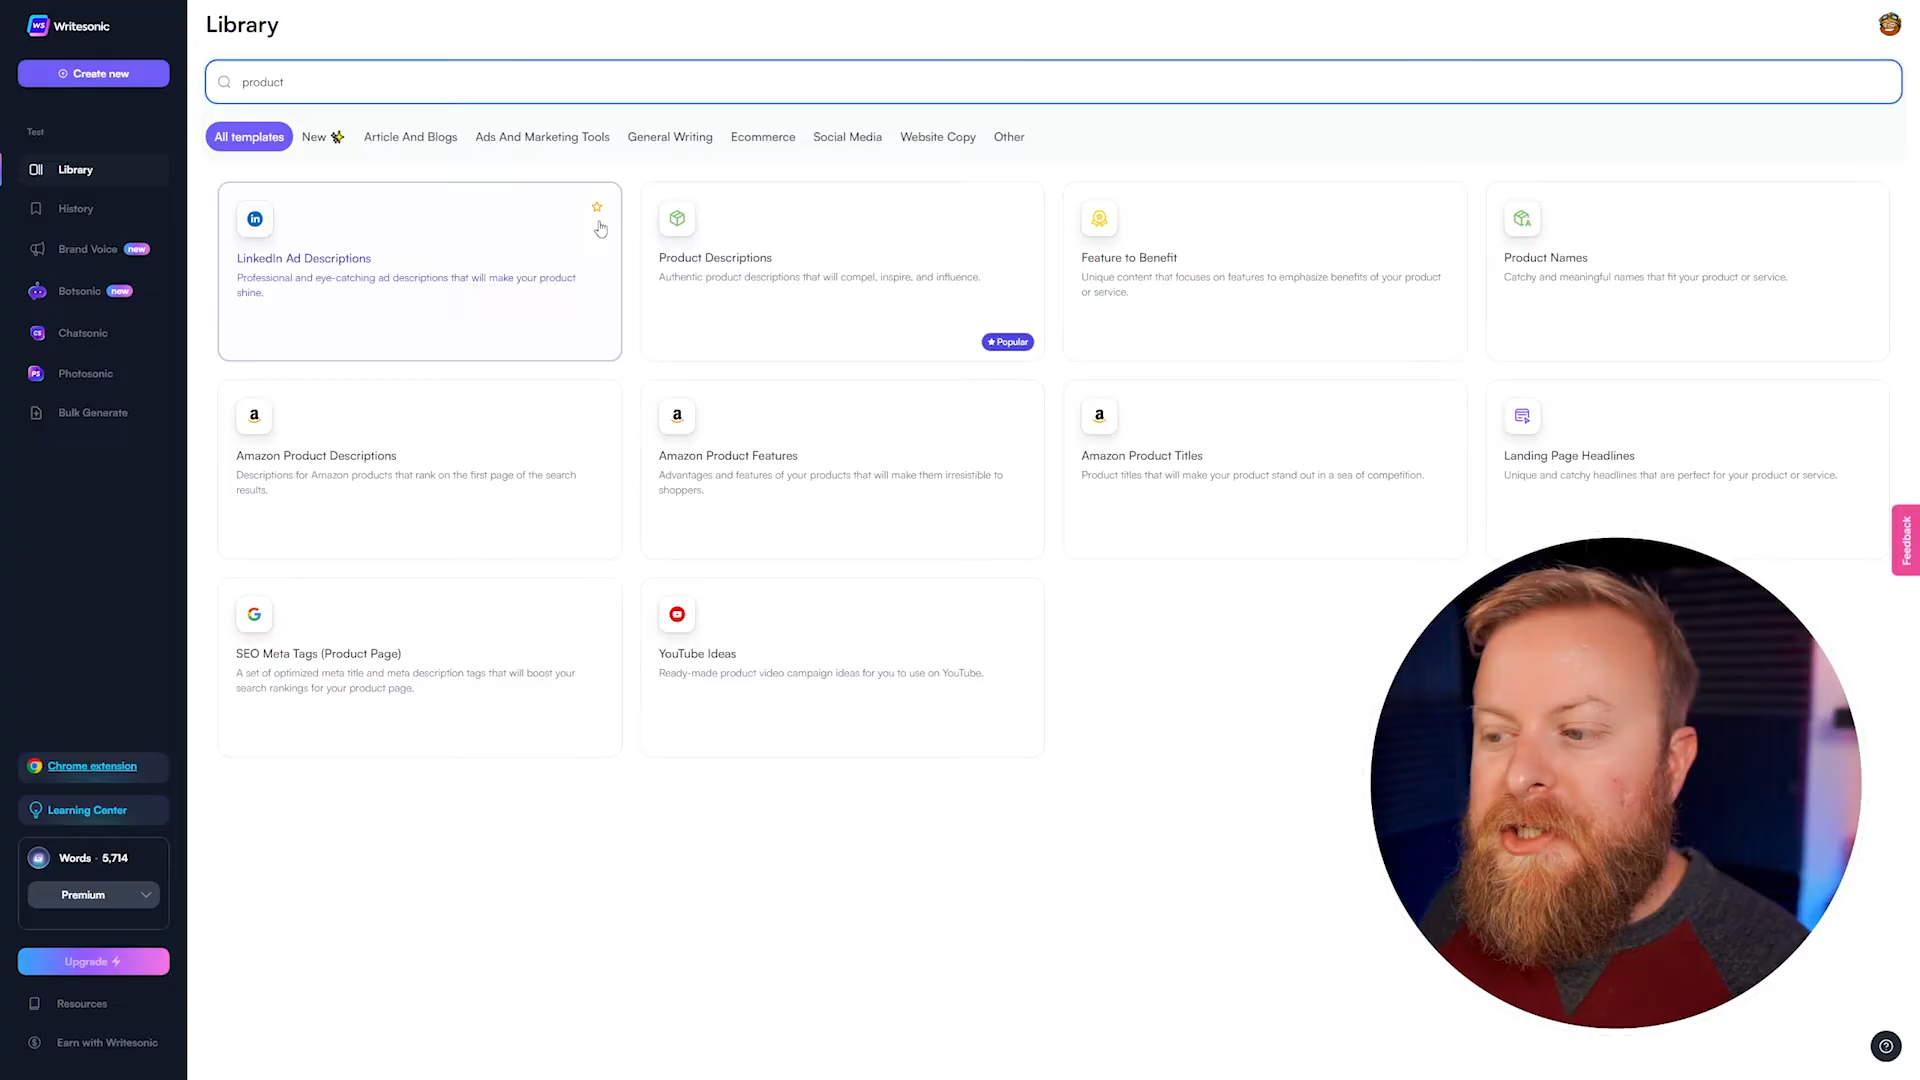 WS Writesonic
Create new
Test
Library
History
Brand Voice new
Botsonic new
CS Chatsonic
PS Photosonic
Bulk Generate
Chrome extension
Learning Center
Words · 5,714
Premium
Upgrade
Resources
Earn with Writesonic
Library
product
All templates New Article And Blogs Ads And Marketing Tools General Writing Ecommerce Social Media Website Copy Other
in
LinkedIn Ad Descriptions
Professional and eye-catching ad descriptions that will make your product
shine.
Product Descriptions
Authentic product descriptions that will compel, inspire, and influence.
Popular
Feature to Benefit
Unique content that focuses on features to emphasize benefits of your product
or service.
A
Product Names
Catchy and meaningful names that fit your product or service.
a
Amazon Product Descriptions
Descriptions for Amazon products that rank on the first page of the search
results.
a
Amazon Product Features
Advantages and features of your products that will make them irresistible to
shoppers.
a
Amazon Product Titles
Product titles that will make your product stand out in a sea of competition.
Landing Page Headlines
Unique and catchy headlines that are perfect for your product or service.
G
SEO Meta Tags (Product Page)
A set of optimized meta title and meta description tags that will boost your
search rankings for your product page.
YouTube Ideas
Ready-made product video campaign ideas for you to use on YouTube.
Feedback
?